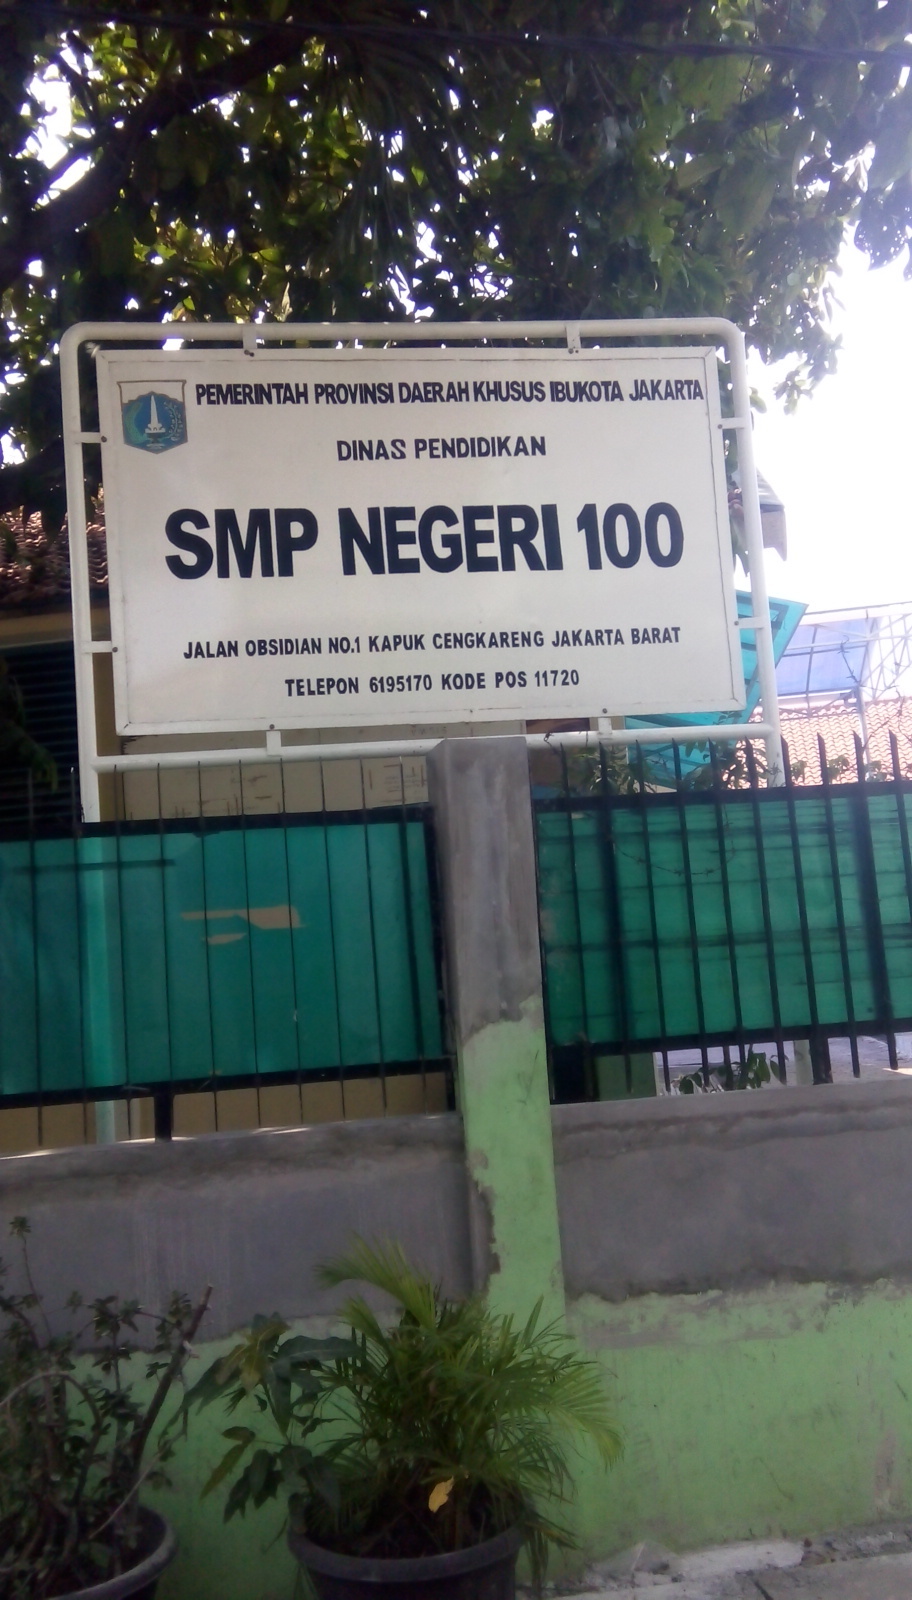 PEMERINTAH PROVINSI DAERAH KHUSUS IBUKOTA JAKARTA
DINAS PENDIDIKAN
SMP NEGERI 100
JALAN OBSIDIAN NO.1 KAPUK CENGKARENG JAKARTA BARAT
TELEPON 6195170 KODE POS 11720